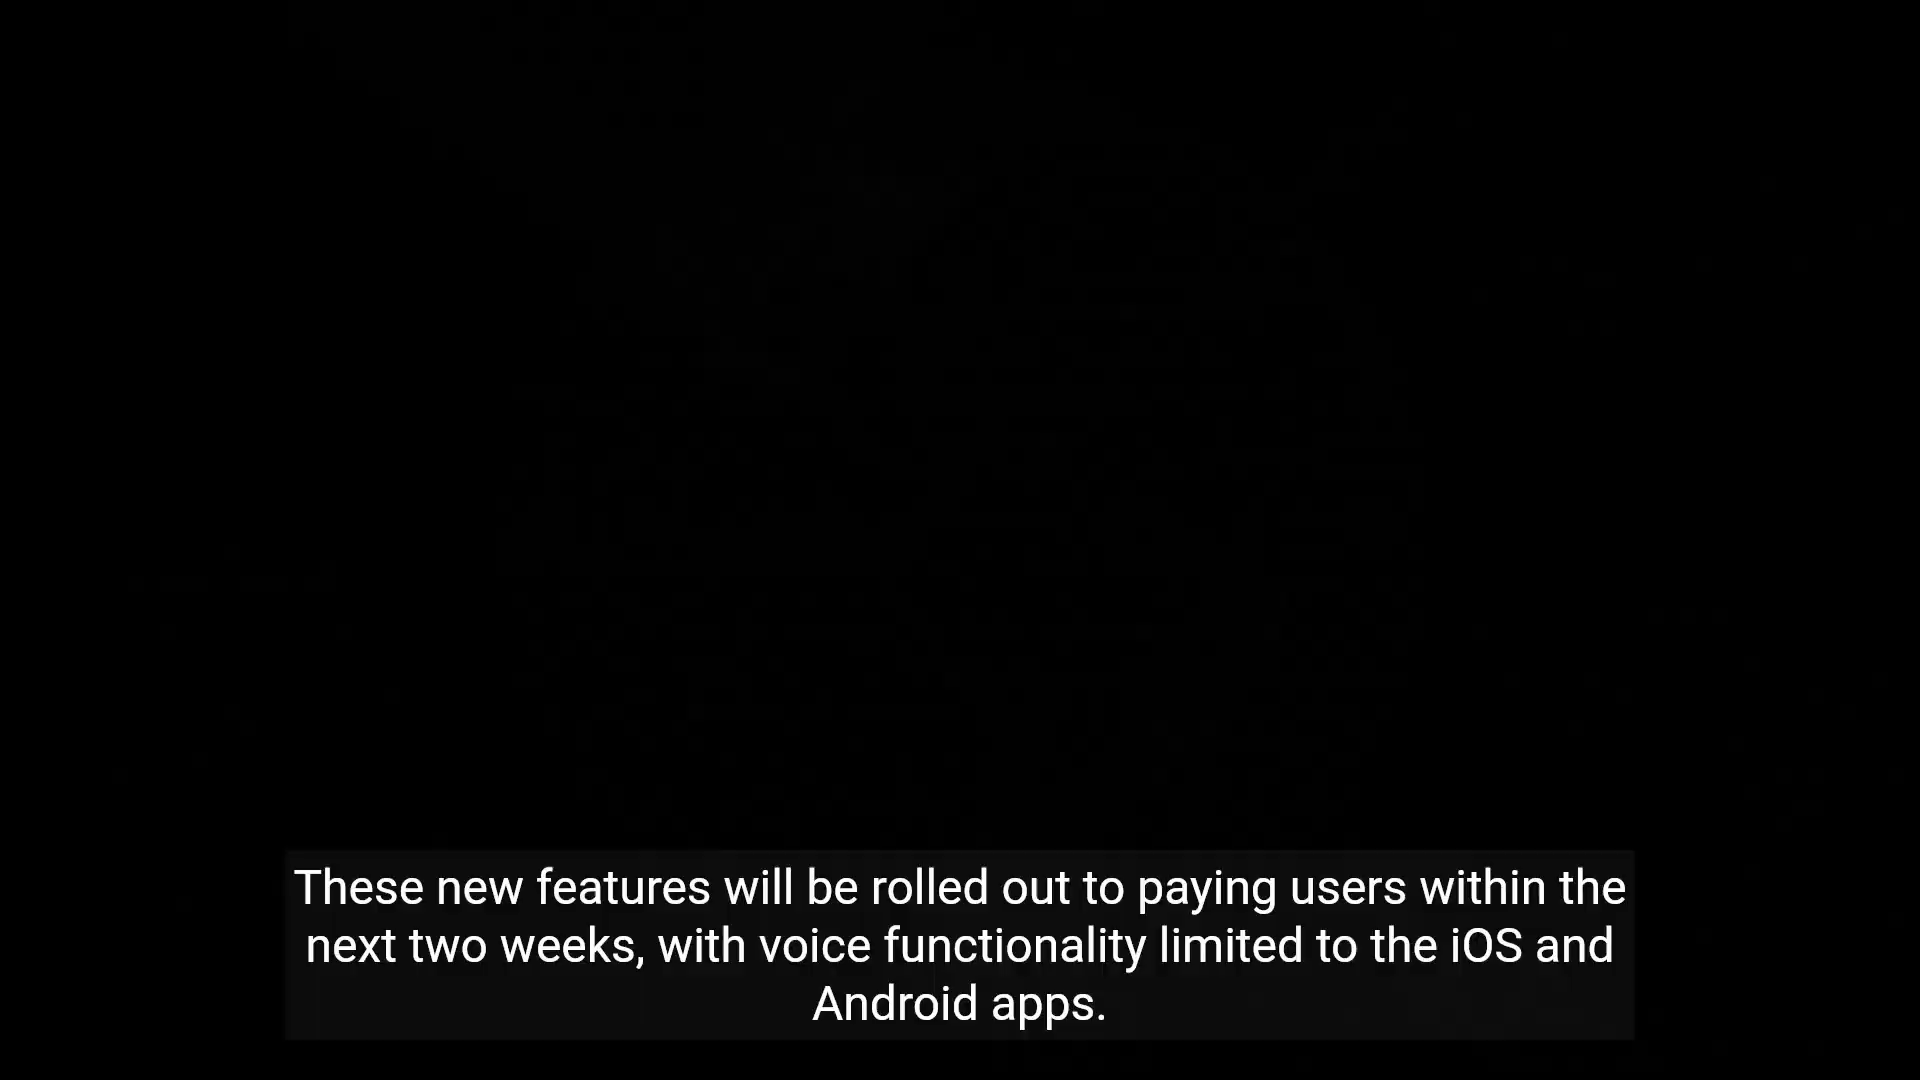 These new features will be rolled out to paying users within the
next two weeks, with voice functionality limited to the iOS and
Android apps.